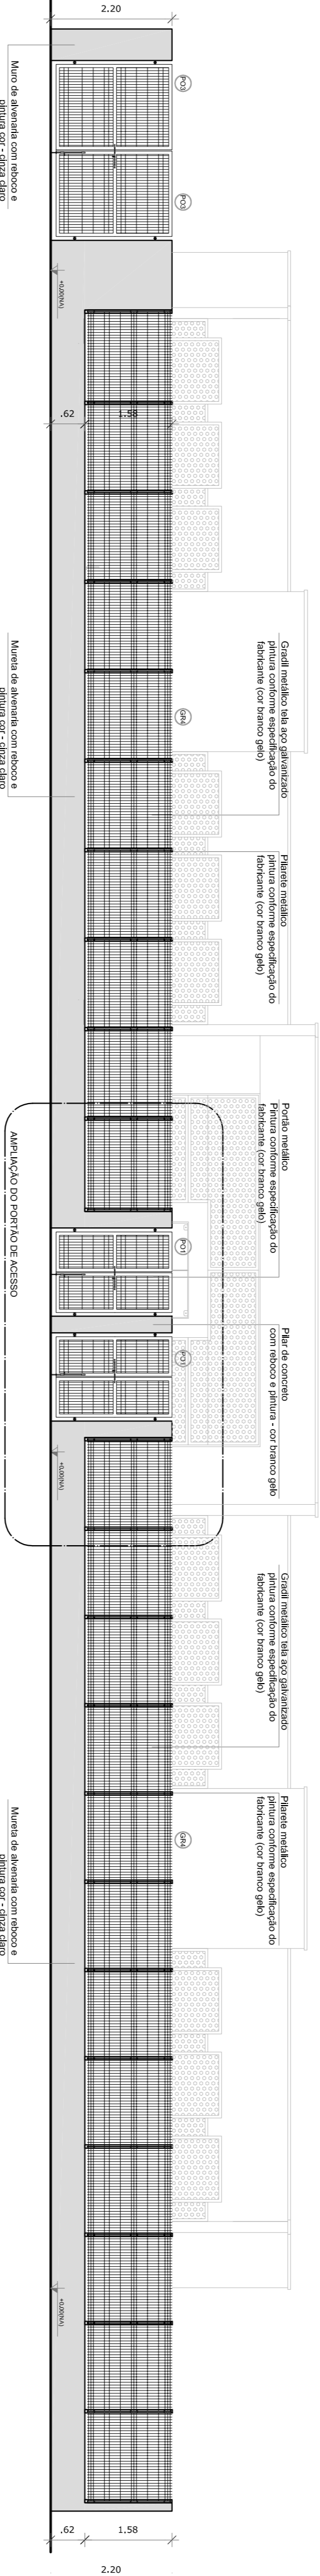 2.20
PO3
PO3
Muro de alvenaria com reboco e
pintura cor - cinza claro
+0,00(NA)
.62
1.58
Gradil metálico tela aço galvanizado
pintura conforme especificação do
fabricante (cor branco gelo)
GR4
Mureta de alvenaria com reboco e
pintura cor - cinza claro
Pilarete metálico
pintura conforme especificação do
fabricante (cor branco gelo)
Portão metálico
Pintura conforme especificação do
fabricante (cor branco gelo)
PO1
AMPLIAÇÃO DO PORTÃO DE ACESSO
Pilar de concreto
com reboco e pintura - cor branco gelo
PO1
+0,00(NA)
Gradil metálico tela aço galvanizado
pintura conforme especificação do
fabricante (cor branco gelo)
Pilarete metálico
pintura conforme especificação do
fabricante (cor branco gelo)
GR4
Mureta de alvenaria com reboco e
pintura cor - cinza claro
+0,00(NA)
.62
1.58
2.20